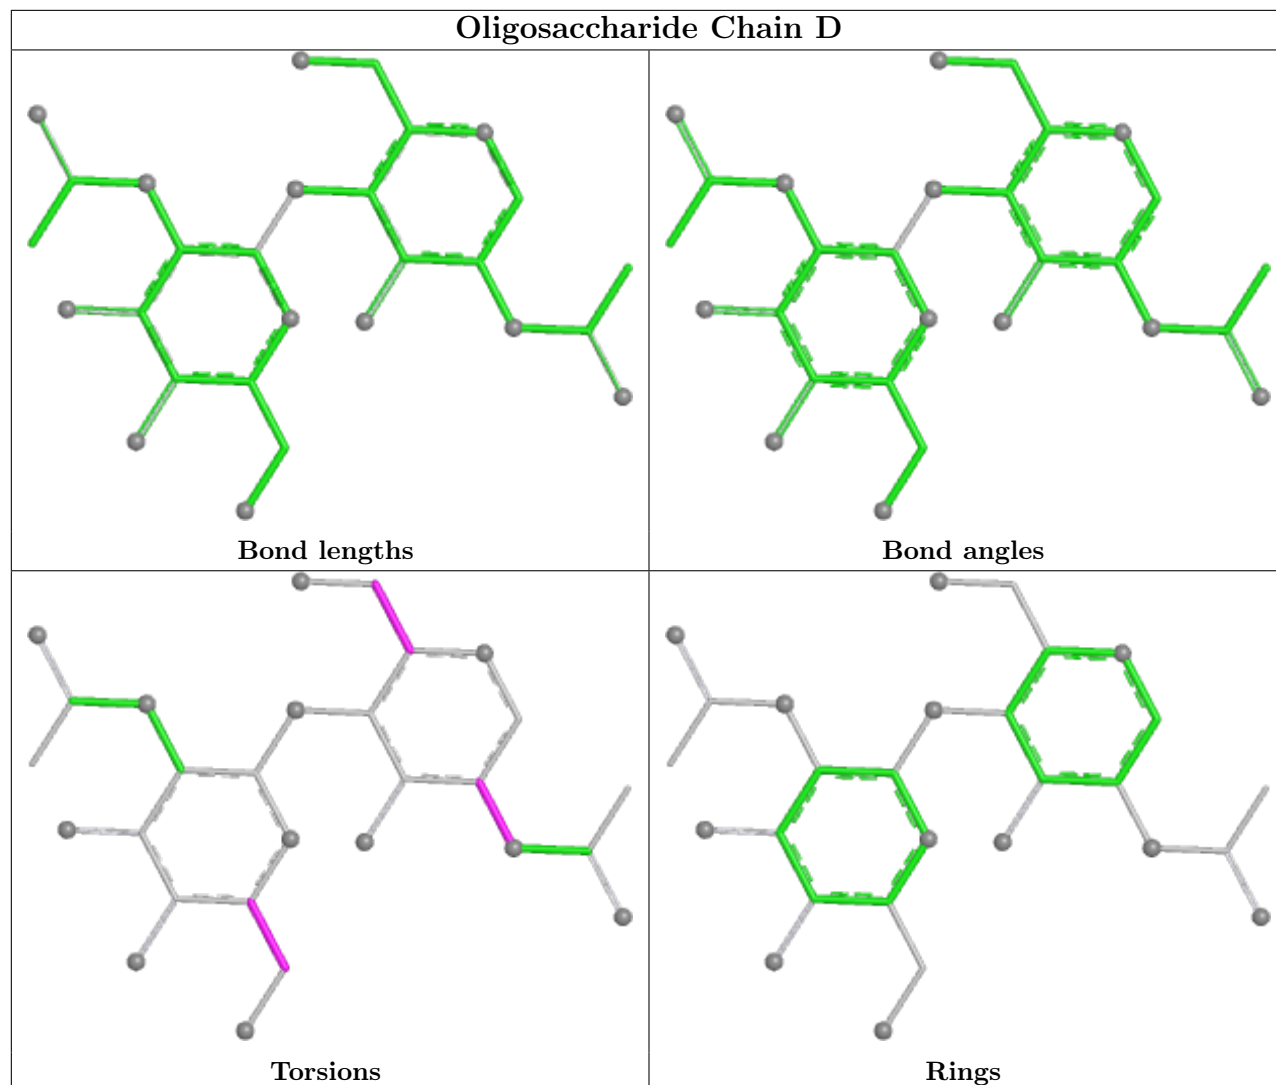 Oligosaccharide Chain D
Bond lengths
Bond angles
Torsions
Rings